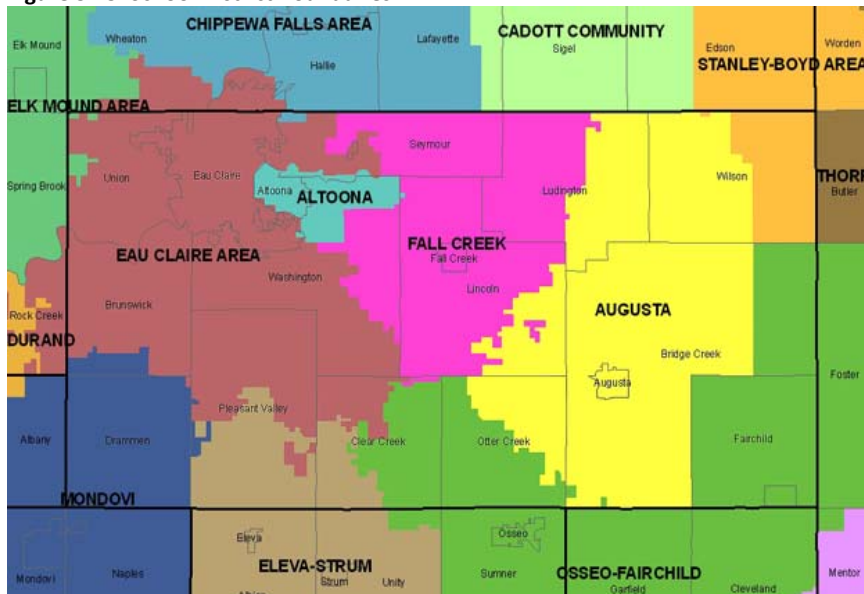 CHIPPEWA FALLS AREA
CADOTT COMMUNITY
Elk Mound
Wheaton
Lafayette
Sigel
Edson
Worden
Hallie
STANLEY-BOYD AREA
ELK MOUND AREA
Seymour
Spring Brook
Union
Eau Claire
Altoona
ALTOONA
Ludington
Wilson
THORP
Butler
EAU CLAIRE AREA
FALL CREEK
Fall Creek
Washington
Lincoln
Rock Creek
Brunswick
AUGUSTA
DURAND
Bridge Creek
Augusta
Foster
Pleasant Valley
Albany
Drammen
Clear Creek
Otter Creek
Fairchild
MONDOVI
Eleva
Osseo
ELEVA-STRUM
OSSEO-FAIRCHILD
Mondovi
Naples
Strum
Unity
Sumner
Garfield
Cleveland
Mentor